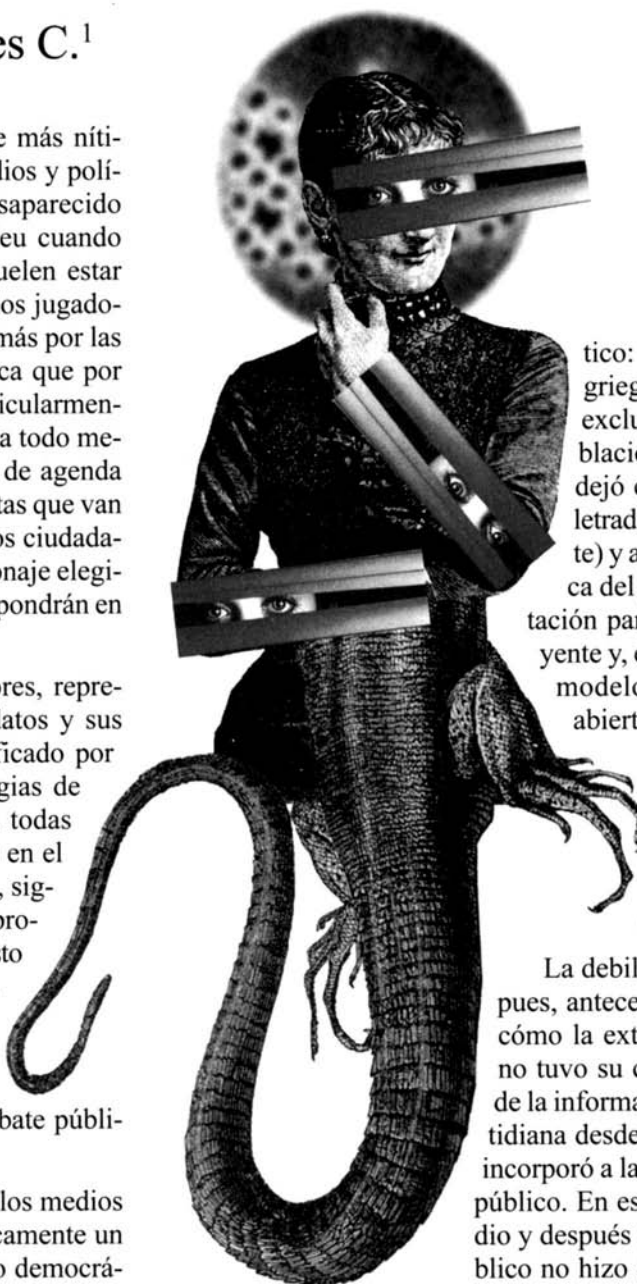 es C.¹
e más níti-
dios y polí-
saparecido
eu cuando
uelen estar
os jugado-
más por las
ca que por
ticularmen-
a todo me-
de agenda
tas que van
os ciudada-
onaje elegi-
pondrán en
ores, repre-
datos y sus
ficado por
gias de
todas
en el
, sig-
pro-
sto
bate públi-
los medios
camente un
o democrá-
tico:
grieg
exclu
blacio
dejó
letrad
te) y a
ca del
tación par
yente y,
modelo
abiert
La debil
pues, antece
cómo la ext
no tuvo su
de la informa
tidiana desde
incorporó a la
público. En es
dio y después
blico no hizo